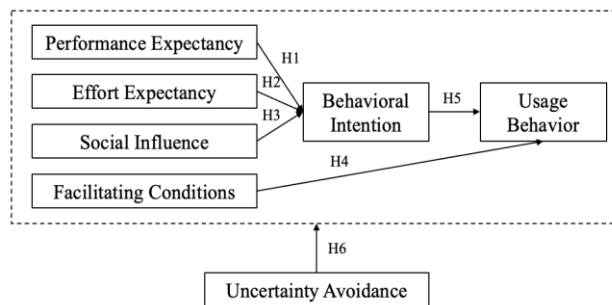 Performance Expectancy
H1
Effort Expectancy
H2
Behavioral
Intention
H5
Usage
Behavior
H3
Social Influence
H4
Facilitating Conditions
H6
Uncertainty Avoidance